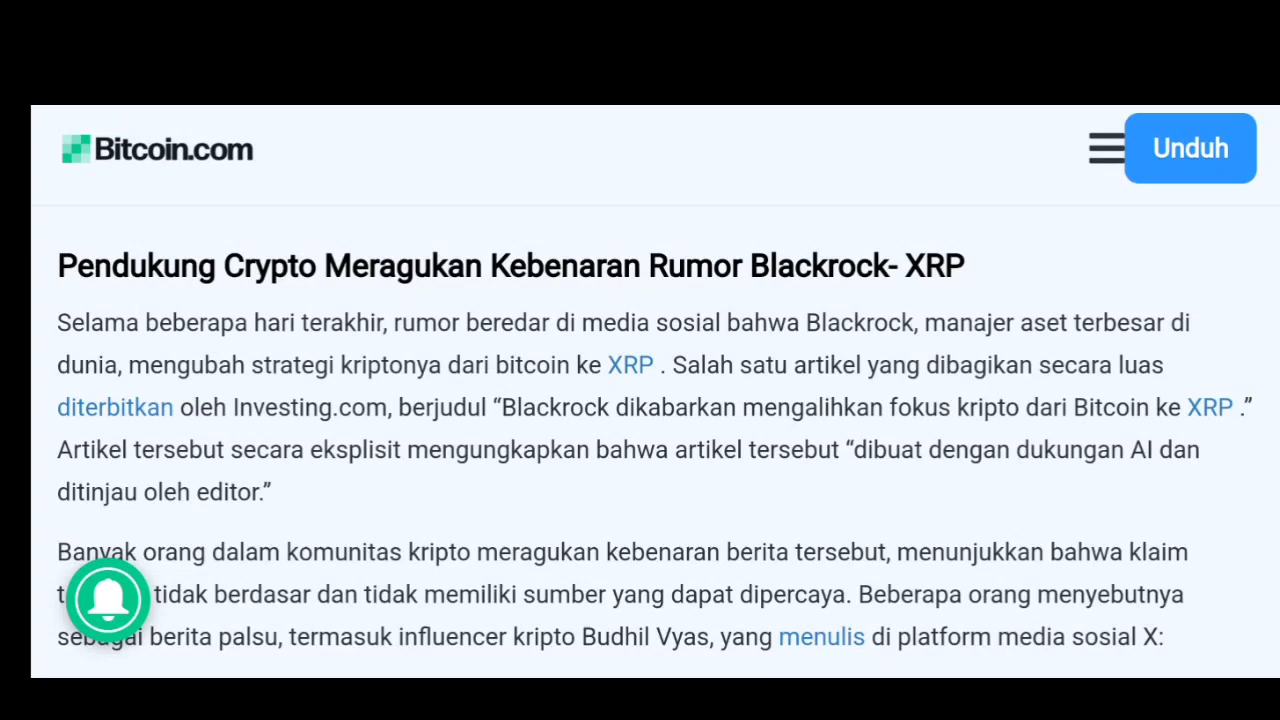 Bitcoin.com
Unduh
Pendukung Crypto Meragukan Kebenaran Rumor Blackrock- XRP
Selama beberapa hari terakhir, rumor beredar di media sosial bahwa Blackrock, manajer aset terbesar di
dunia, mengubah strategi kriptonya dari bitcoin ke XRP . Salah satu artikel yang dibagikan secara luas
diterbitkan oleh Investing.com, berjudul “Blackrock dikabarkan mengalihkan fokus kripto dari Bitcoin ke XRP .”
Artikel tersebut secara eksplisit mengungkapkan bahwa artikel tersebut “dibuat dengan dukungan AI dan
ditinjau oleh editor.”
Banyak orang dalam komunitas kripto meragukan kebenaran berita tersebut, menunjukkan bahwa klaim
tidak berdasar dan tidak memiliki sumber yang dapat dipercaya. Beberapa orang menyebutnya
sebagai berita palsu, termasuk influencer kripto Budhil Vyas, yang menulis di platform media sosial X: